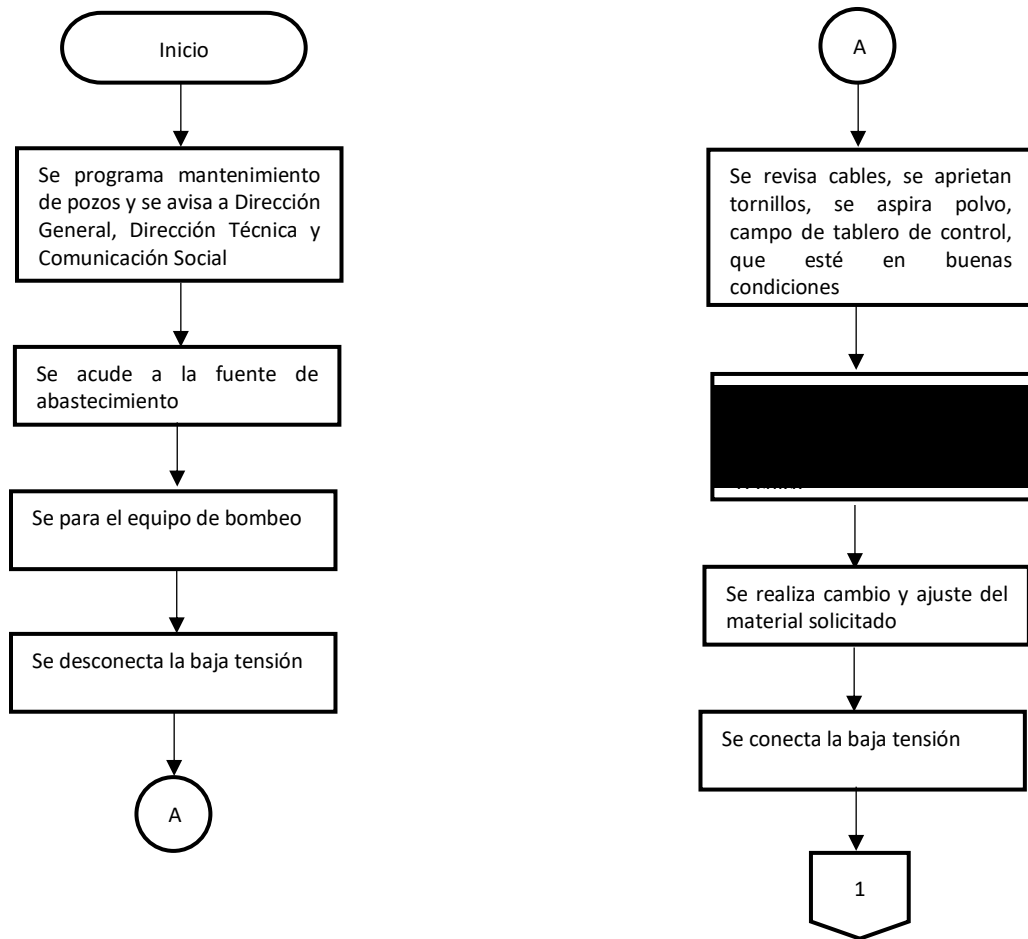 Inicio
Se programa mantenimiento
de pozos y se avisa a Dirección
General, Dirección Técnica y
Comunicación Social
Se acude a la fuente de
abastecimiento
Se para el equipo de bombeo
Se desconecta la baja tensión
A
A
Se revisa cables, se aprietan
tornillos, se aspira polvo,
campo de tablero de control,
que esté en buenas
condiciones
Se realiza cambio y ajuste del
material solicitado
Se conecta la baja tensión
1